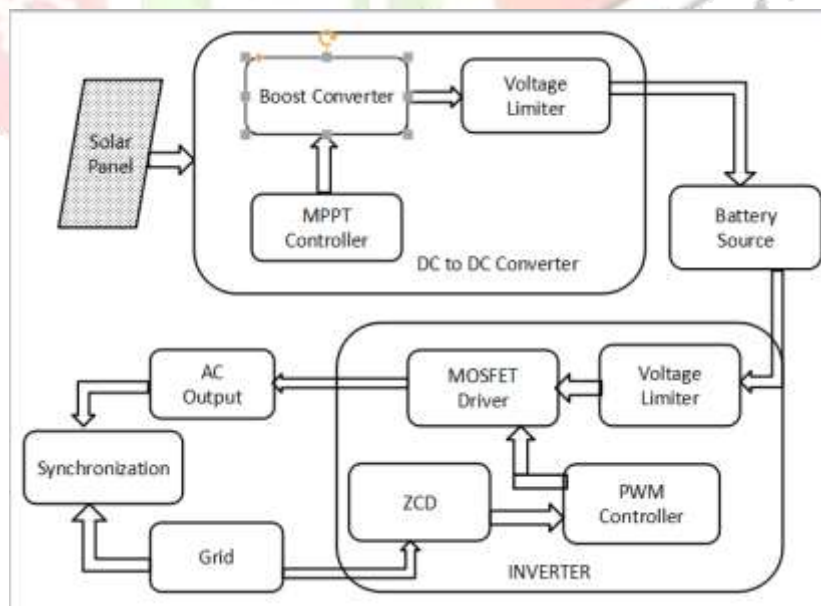 Solar
Panel
Boost Converter
Voltage
Limiter
MPPT
Controller
DC to DC Converter
Battery
Source
AC
Output
MOSFET
Driver
Voltage
Limiter
Synchronization
ZCD
PWM
Controller
Grid
INVERTER